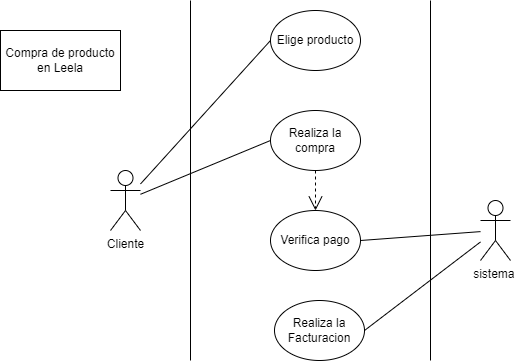 Elige producto
Compra de producto
en Leela
Realiza la
compra
Cliente
Verifica pago
sistema
Realiza la
Facturacion